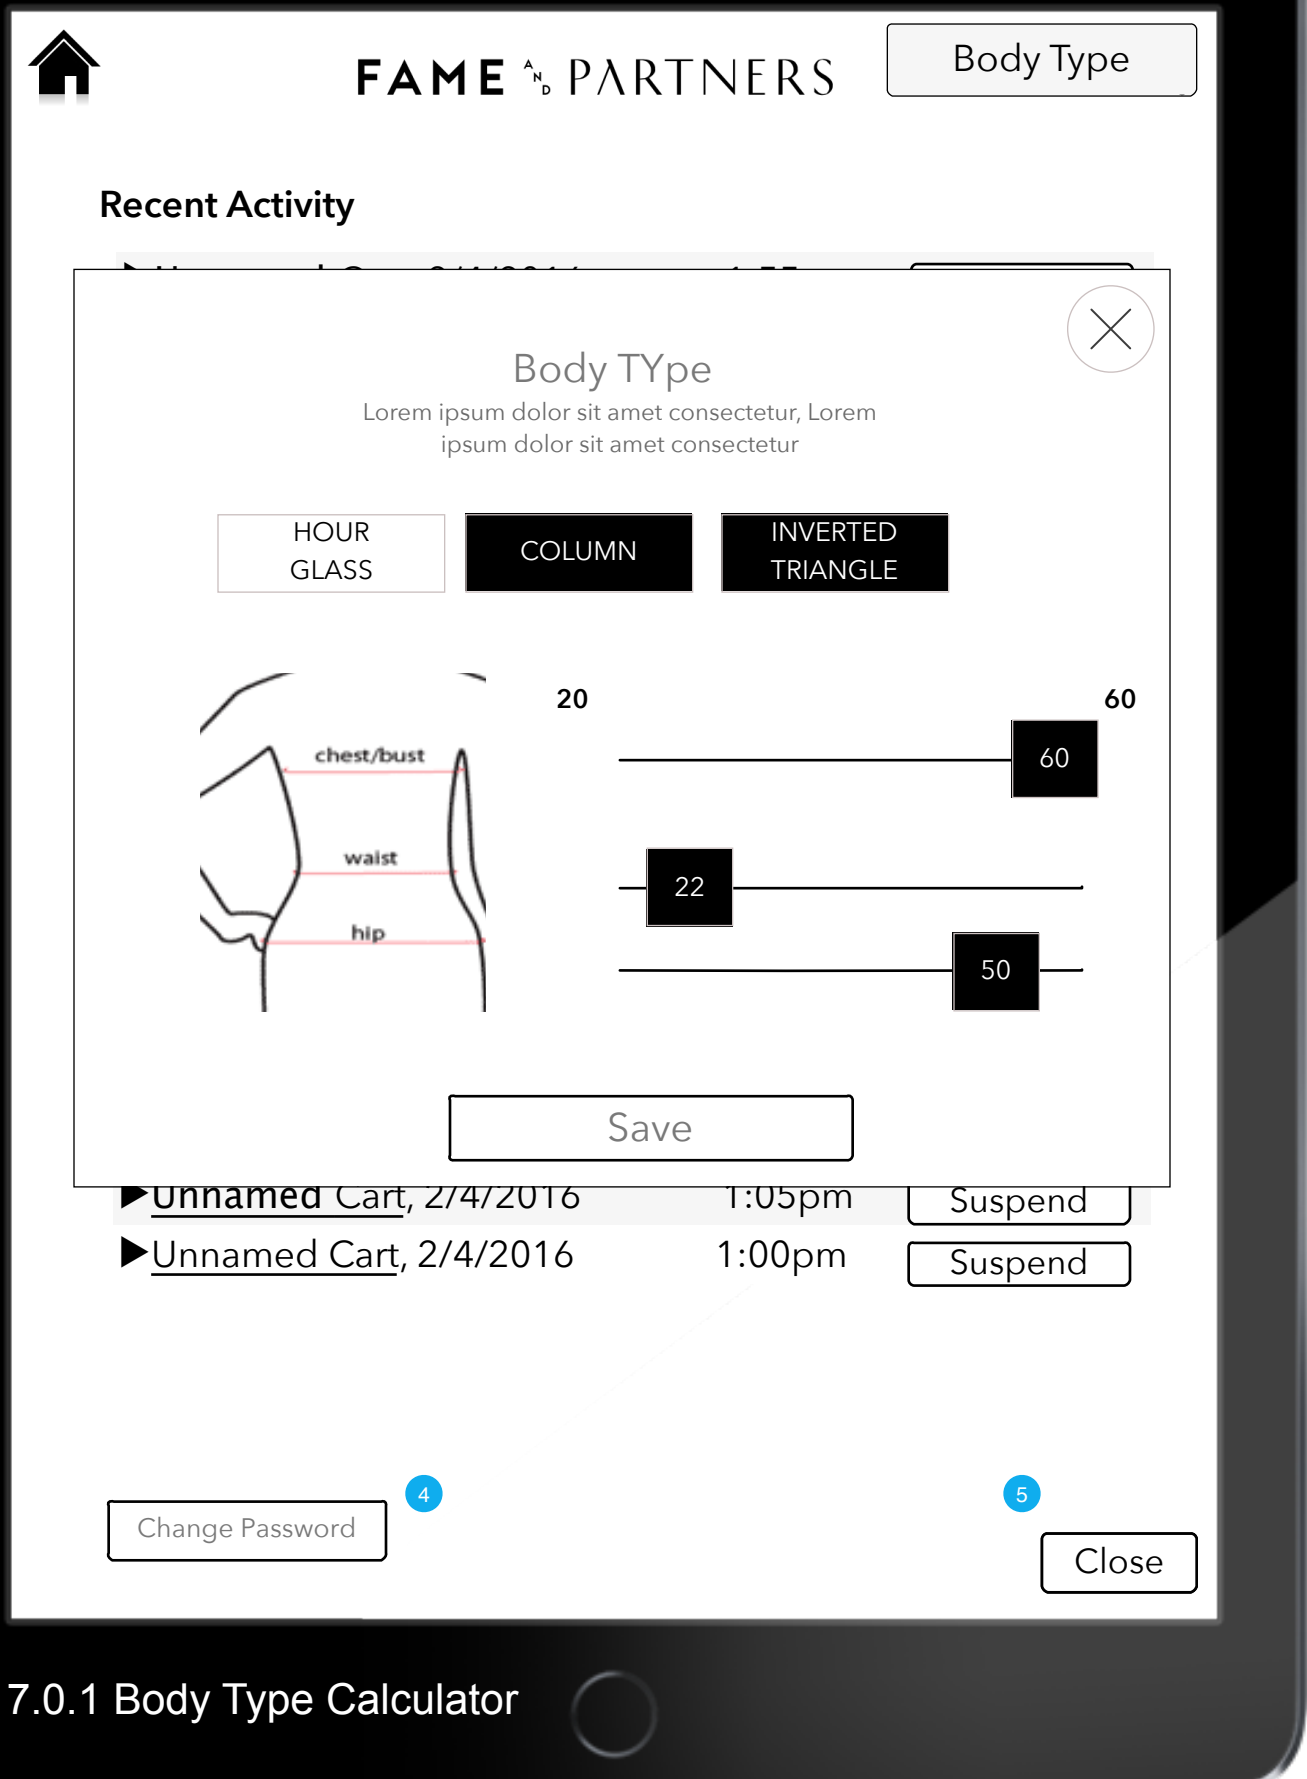 FAME AND PARTNERS
Body Type
Recent Activity
Body TYpe
Lorem ipsum dolor sit amet consectetur, Lorem
ipsum dolor sit amet consectetur
HOUR
GLASS
COLUMN
INVERTED
TRIANGLE
20
60
chest/bust
60
waist
22
hip
50
Save
Unnamed Cart, 2/4/2016 1:05pm Suspend
Unnamed Cart, 2/4/2016 1:00pm Suspend
4
5
Change Password
Close
7.0.1 Body Type Calculator